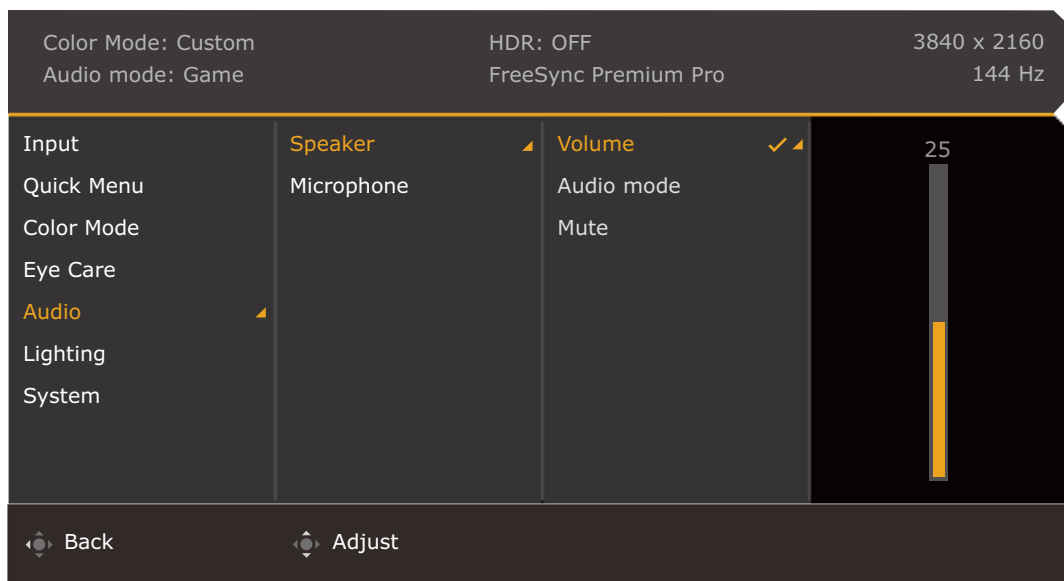 Color Mode: Custom
HDR: OFF
3840 x 2160
Audio mode: Game
FreeSync Premium Pro
144 Hz
Input
Quick Menu
Color Mode
Eye Care
Audio
Lighting
System
Speaker
Microphone
Volume
Audio mode
Mute
25
Back
Adjust